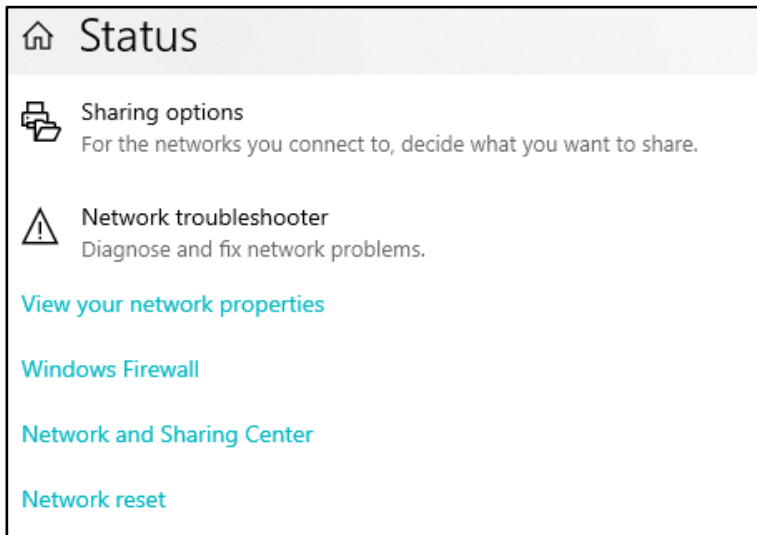 Status
Sharing options
For the networks you connect to, decide what you want to share.
Network troubleshooter
Diagnose and fix network problems.
View your network properties
Windows Firewall
Network and Sharing Center
Network reset